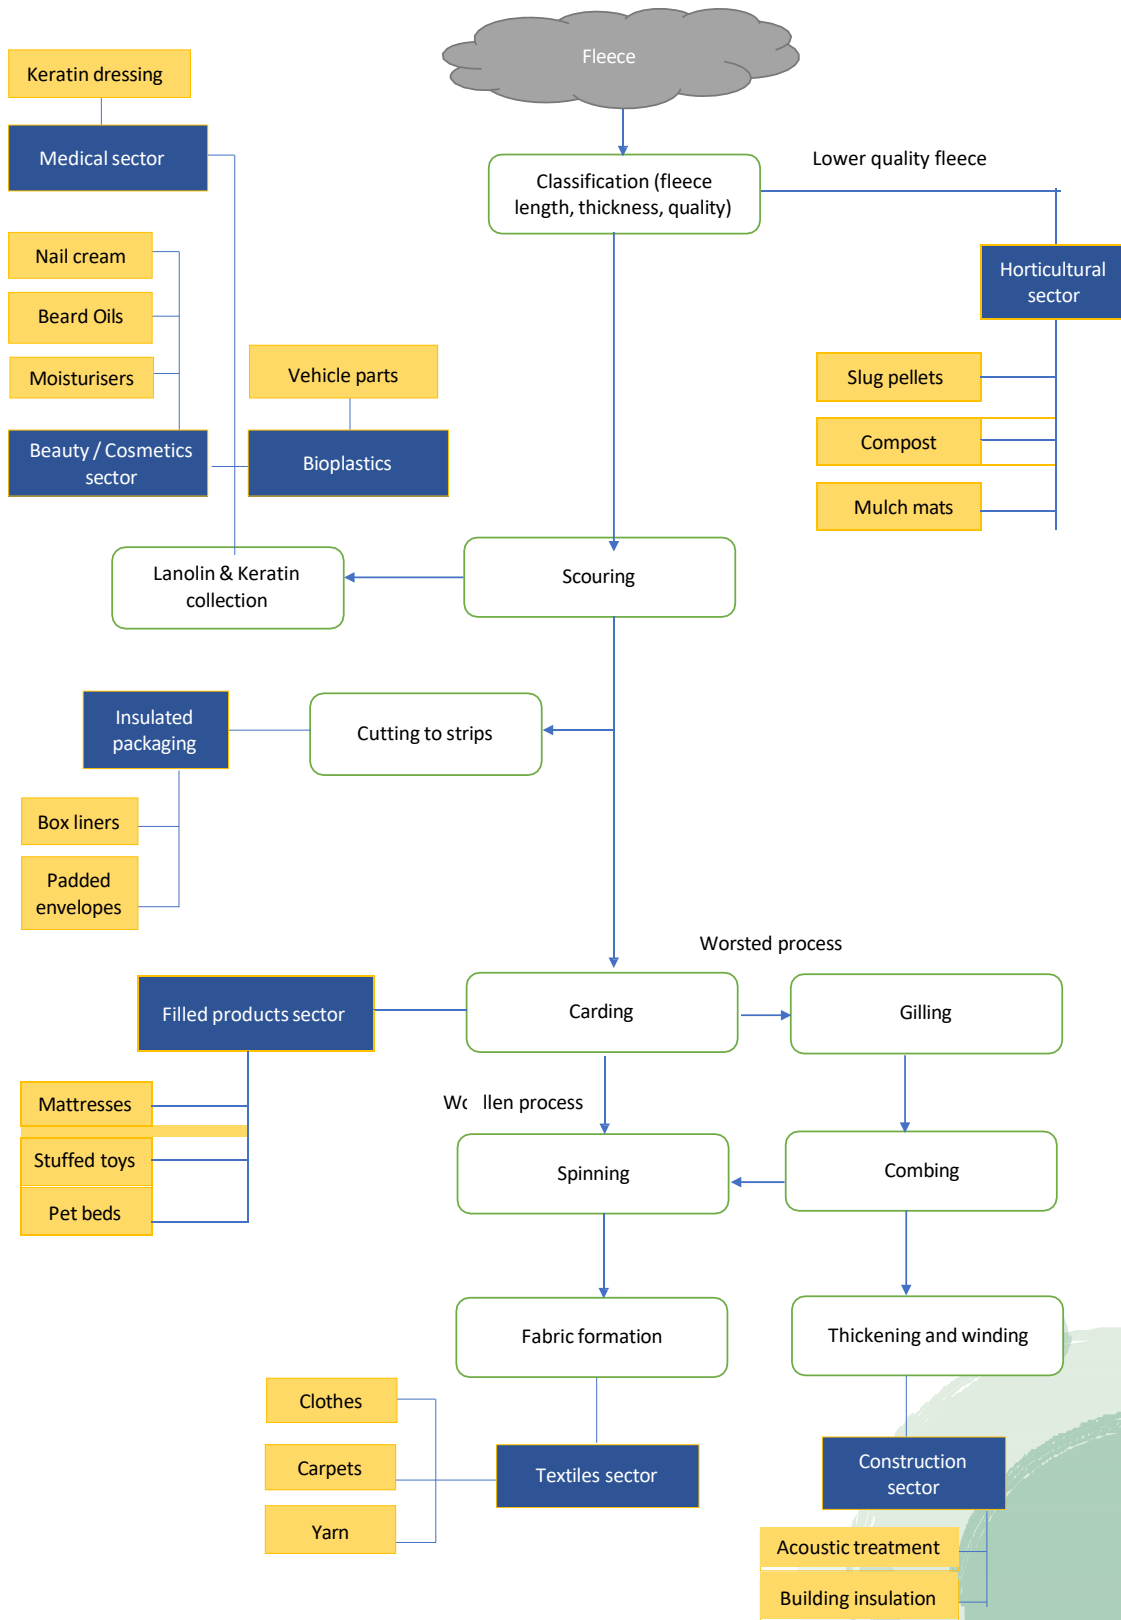 Fleece
Keratin dressing
Medical sector
Classification (fleece
length, thickness, quality)
Lower quality fleece
Horticultural
sector
Nail cream
Beard Oils
Moisturisers
Vehicle parts
Beauty / Cosmetics
sector
Bioplastics
Slug pellets
Compost
Mulch mats
Lanolin & Keratin
collection
Scouring
Insulated
packaging
Cutting to strips
Box liners
Padded
envelopes
Worsted process
Filled products sector
Carding
Gilling
Mattresses
Stuffed toys
Pet beds
llen process
Spinning
Combing
Fabric formation
Thickening and winding
Clothes
Carpets
Yarn
Textiles sector
Construction
sector
Acoustic treatment
Building insulation